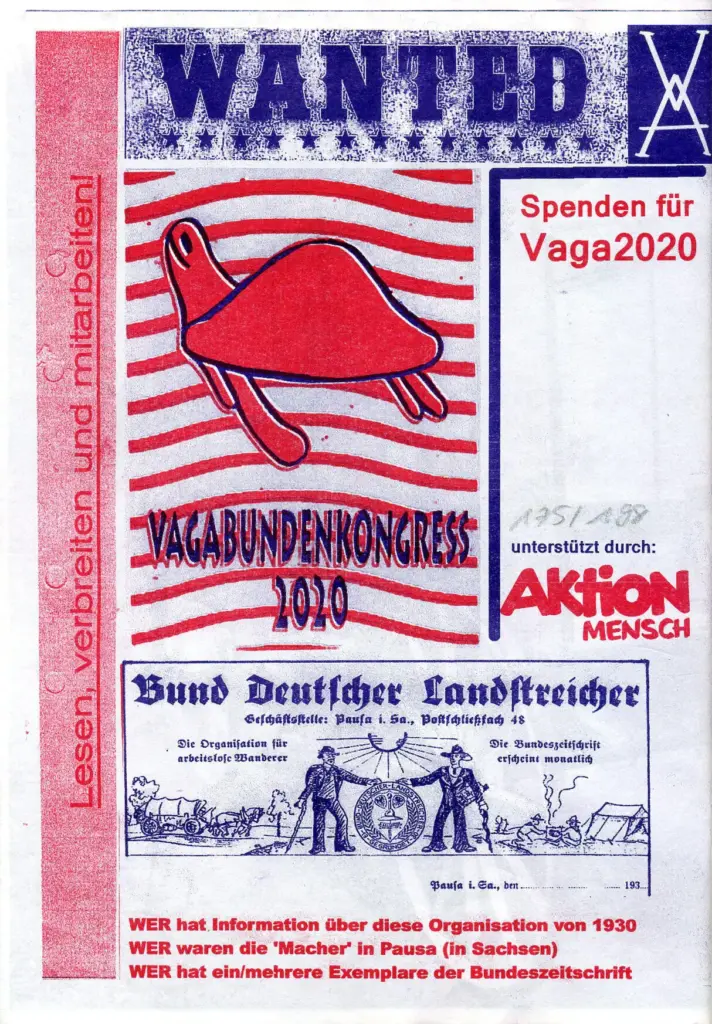 WANTED
Lesen, verbreiten und mitarbeiten!
Spenden für
Vaga2020
VAGABUNDENKONGRESS
2020
1751 188
unterstützt durch:
AKTION
MENSCH
Bund Deutscher Landstreicher
Geschäftsstelle: Pausa i. Sa., Postschließfach 48
Die Organisation für
arbeitslose Wanderer
Die Bundeszeitschrift
erscheint monatlich
Pausa i. Sa., den ........ 193...
WER hat Information über diese Organisation von 1930
WER waren die 'Macher' in Pausa (in Sachsen)
WER hat ein/mehrere Exemplare der Bundeszeitschrift